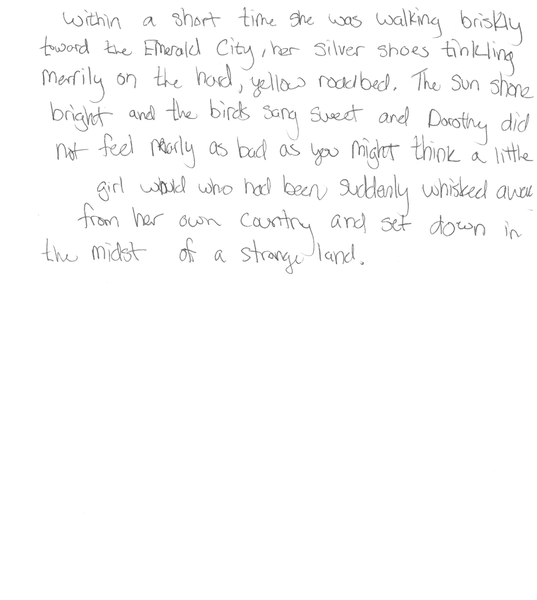 within a short time she was walking briskly
toward the Emerald City, her Silver shoes tinkling
merrily on the hard, yellow roadbed. The Sun shone
bright and the birds sang sweet and Dorothy did
not feel nearly as bad as you might think a little
girl would who had been suddenly whisked away
from her own country and set down in
the midst of a strange land.